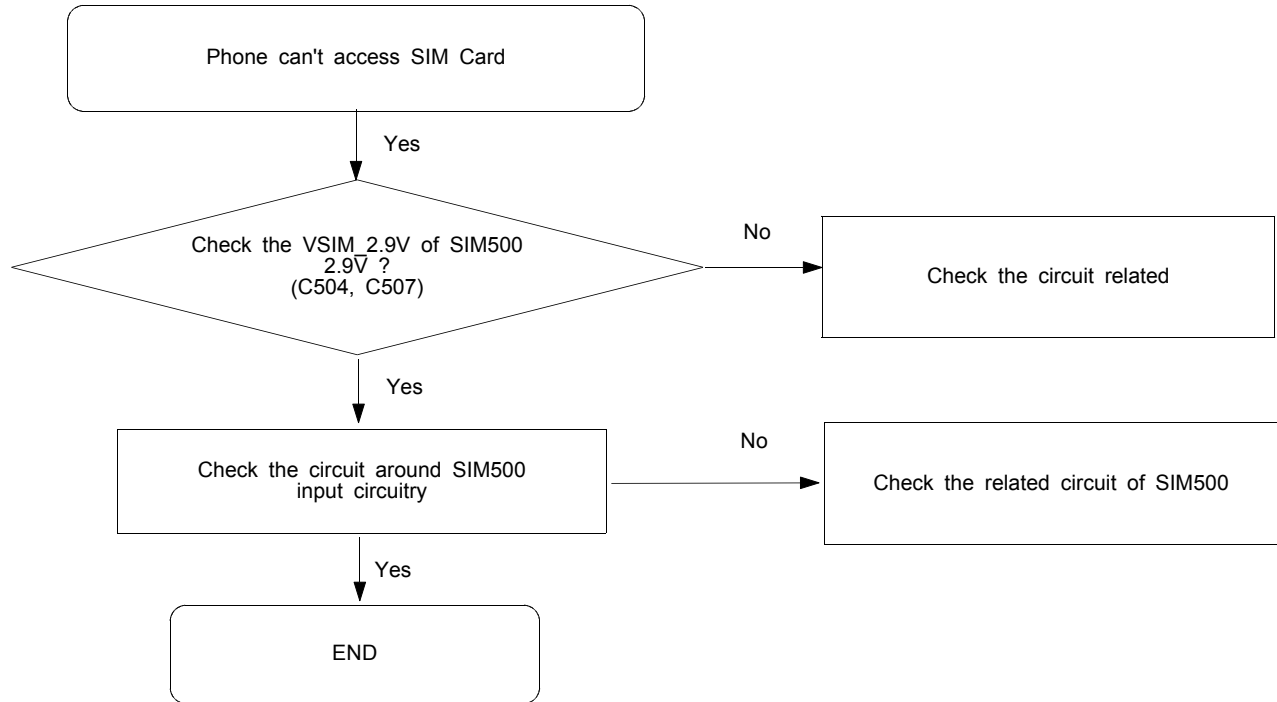 Phone can't access SIM Card
Yes
Check the VSIM_2.9V of SIM500
2.9V ?
(C504, C507)
No
Check the circuit related
Yes
Check the circuit around SIM500
input circuitry
No
Check the related circuit of SIM500
Yes
END